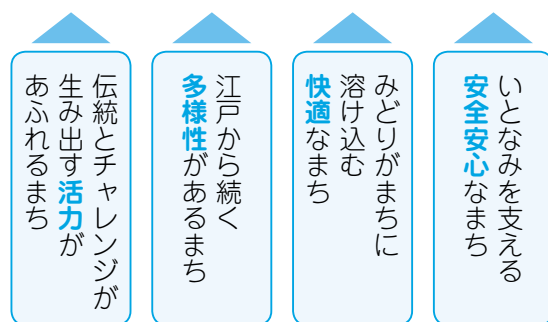 いとなみを支える
安全安心なまち
みどりがまちに
溶け込む
快適なまち
江戸から続く
多様性があるまち
伝統とチャレンジが
生み出す活力が
あふれるまち